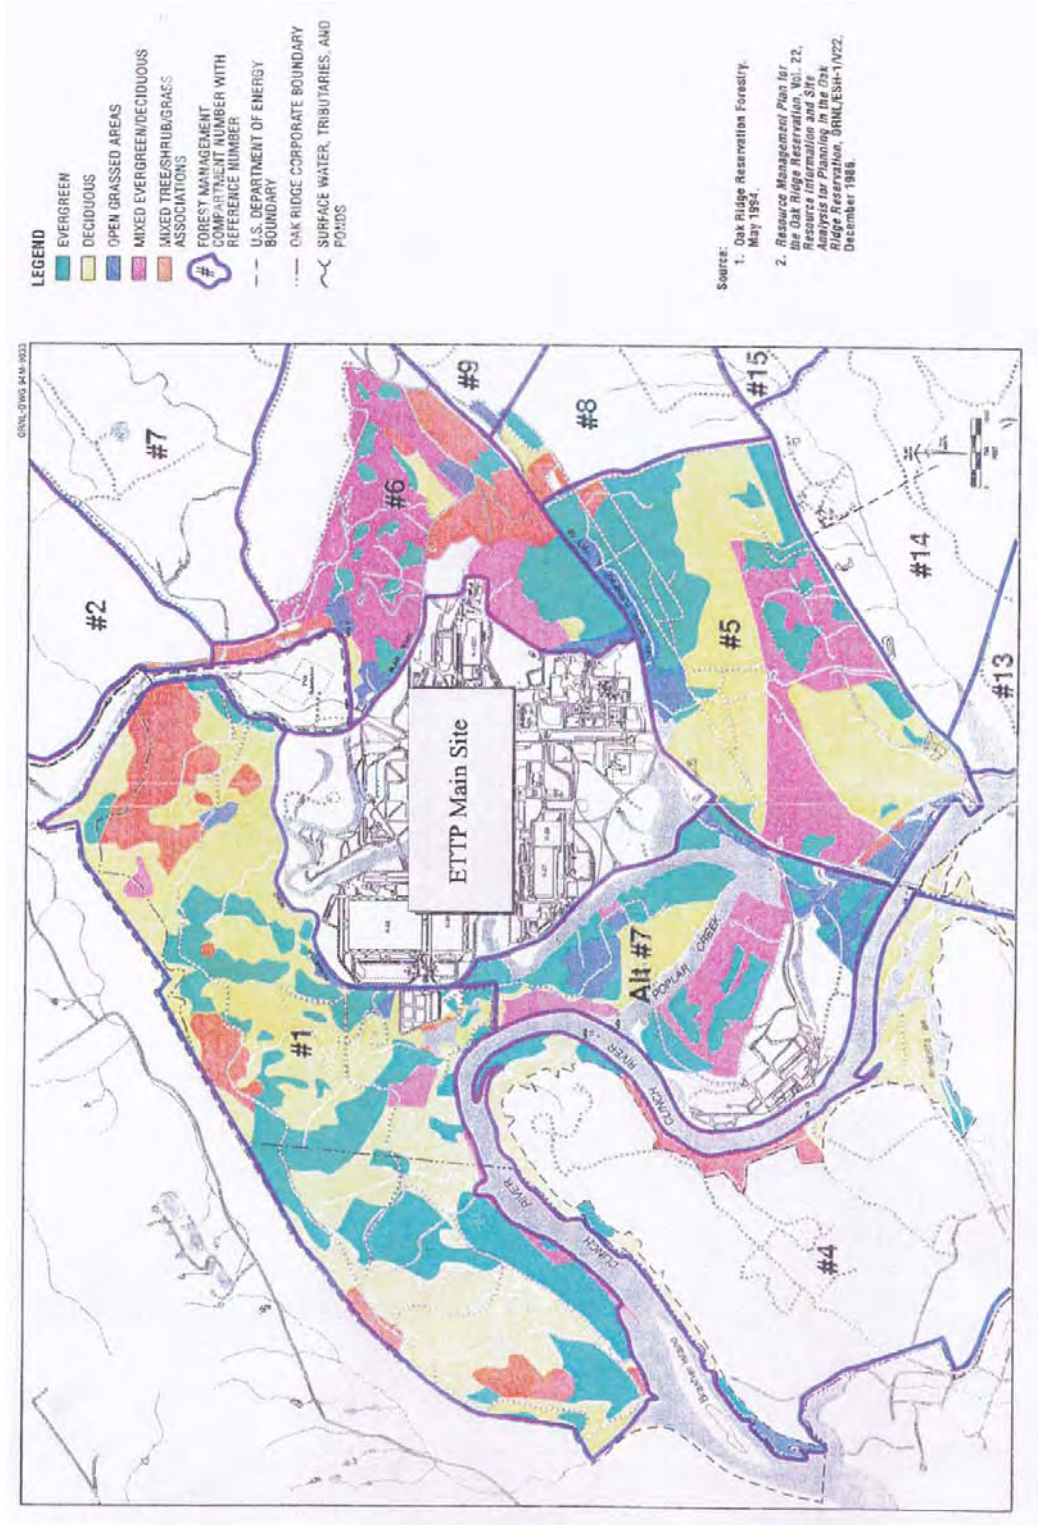 LEGEND
EVERGREEN
DECIDUOUS
OPEN GRASSED AREAS
MIXED EVERGREEN/DECIDUOUS
MIXED TREE/SHRUB/GRASS
ASSOCIATIONS
#
FOREST MANAGEMENT
COMPARTMENT NUMBER WITH
REFERENCE NUMBER
U.S. DEPARTMENT OF ENERGY
BOUNDARY
OAK RIDGE CORPORATE BOUNDARY
SURFACE WATER, TRIBUTARIES, AND
PONDS
Source:
1. Oak Ridge Reservation Forestry,
May 1994.
2. Resource Management Plan for
the Oak Ridge Reservation, Vol. 22,
Resource Information and Site
Analysis for Planning in the Oak
Ridge Reservation, ORNL/ESH-1/V22,
December 1986.
ORNL-DWG 94M-9033
#7
#2
#9
#6
#8
#15
ETTP Main Site
#5
#14
#13
#1
Alt #7
POPLAR CREEK
CLINCH RIVER
CLINCH RIVER
#4